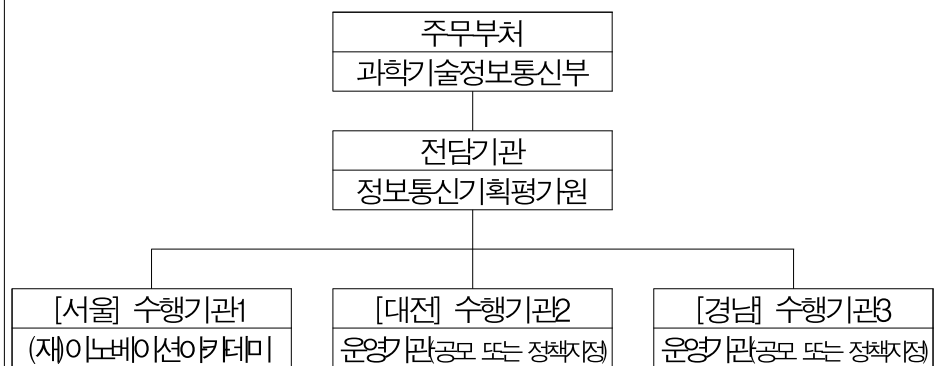 주무부처
과학기술정보통신부
전담기관
정보통신기획평가원
[서울] 수행기관1
(재)이노베이션아카데미
[대전] 수행기관2
운영기관(공모 또는 정책지정)
[경남] 수행기관3
운영기관(공모 또는 정책지정)